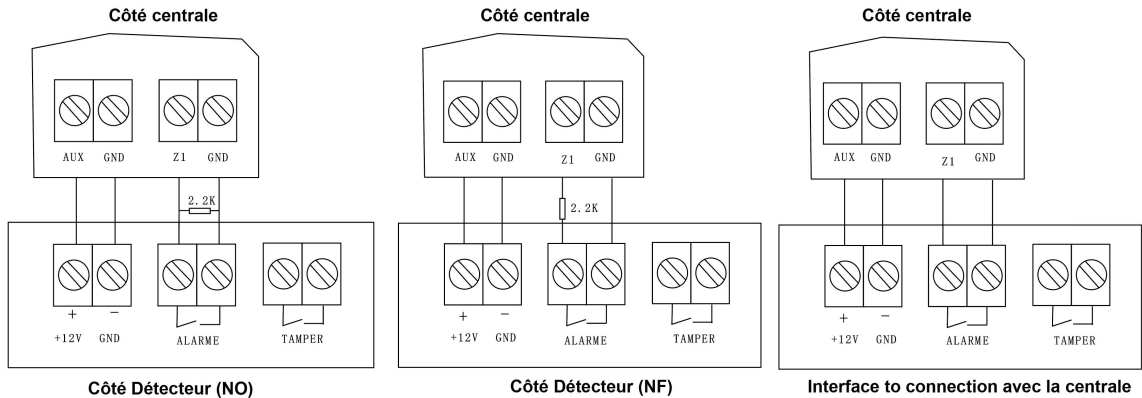 Côté centrale
AUX GND Z1 GND
2.2K
+ −
+12V GND ALARME TAMPER
Côté Détecteur (NO)
Côté centrale
AUX GND Z1 GND
2.2K
+ −
+12V GND ALARME TAMPER
Côté Détecteur (NF)
Côté centrale
AUX GND Z1 GND
+ −
+12V GND ALARME TAMPER
Interface to connection avec la centrale